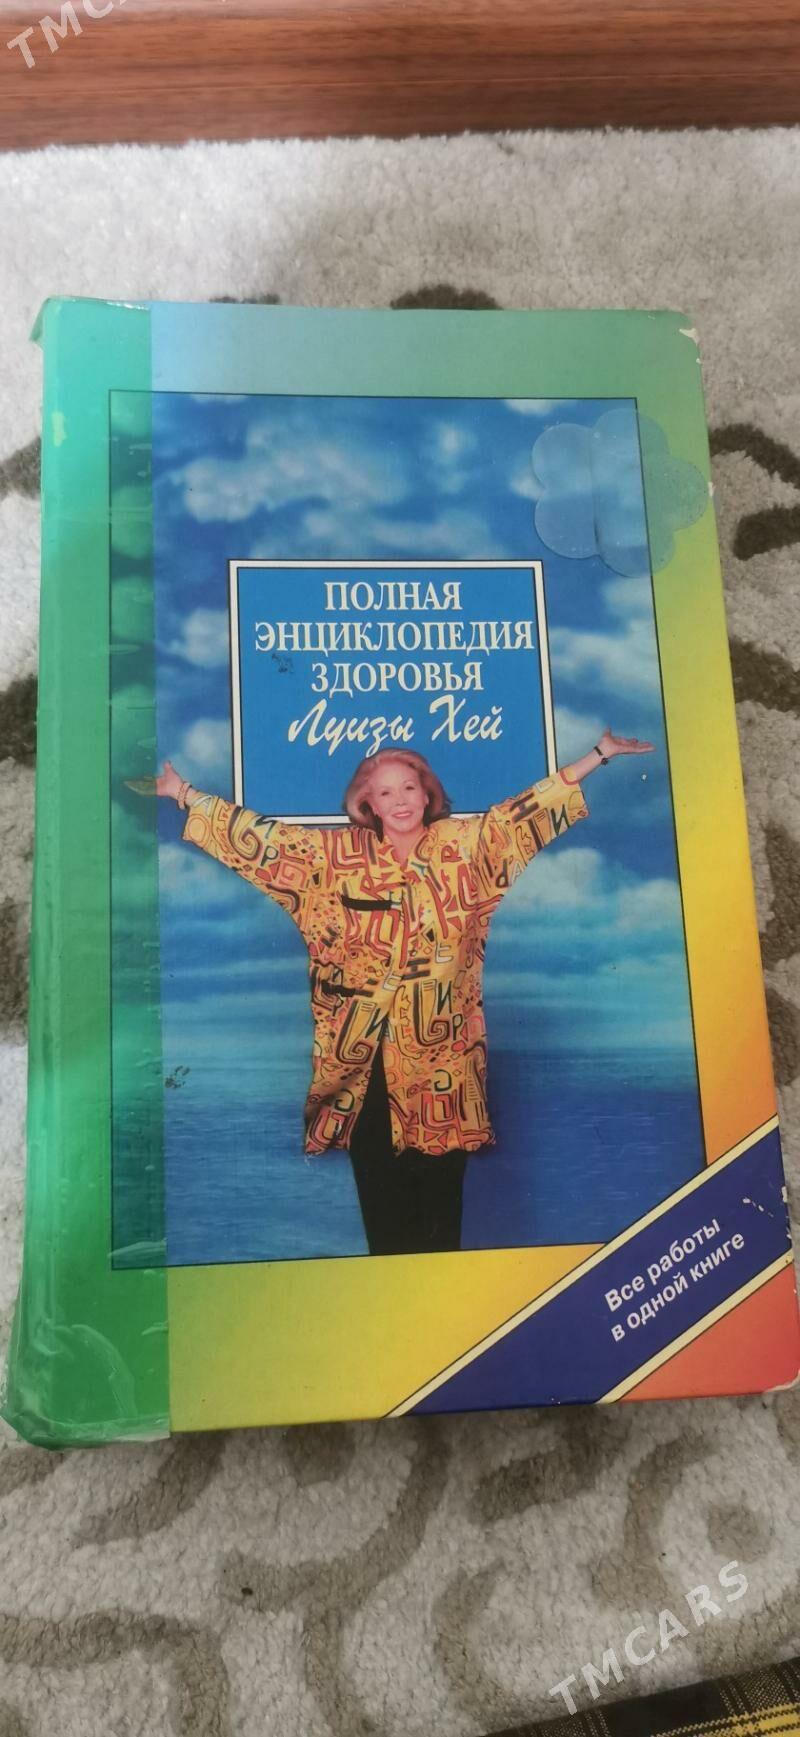 TMCARS
ПОЛНАЯ
ЭНЦИКЛОПЕДИЯ
ЗДОРОВЬЯ
Луизы Хей
Все работы
в одной книге
TMCARS